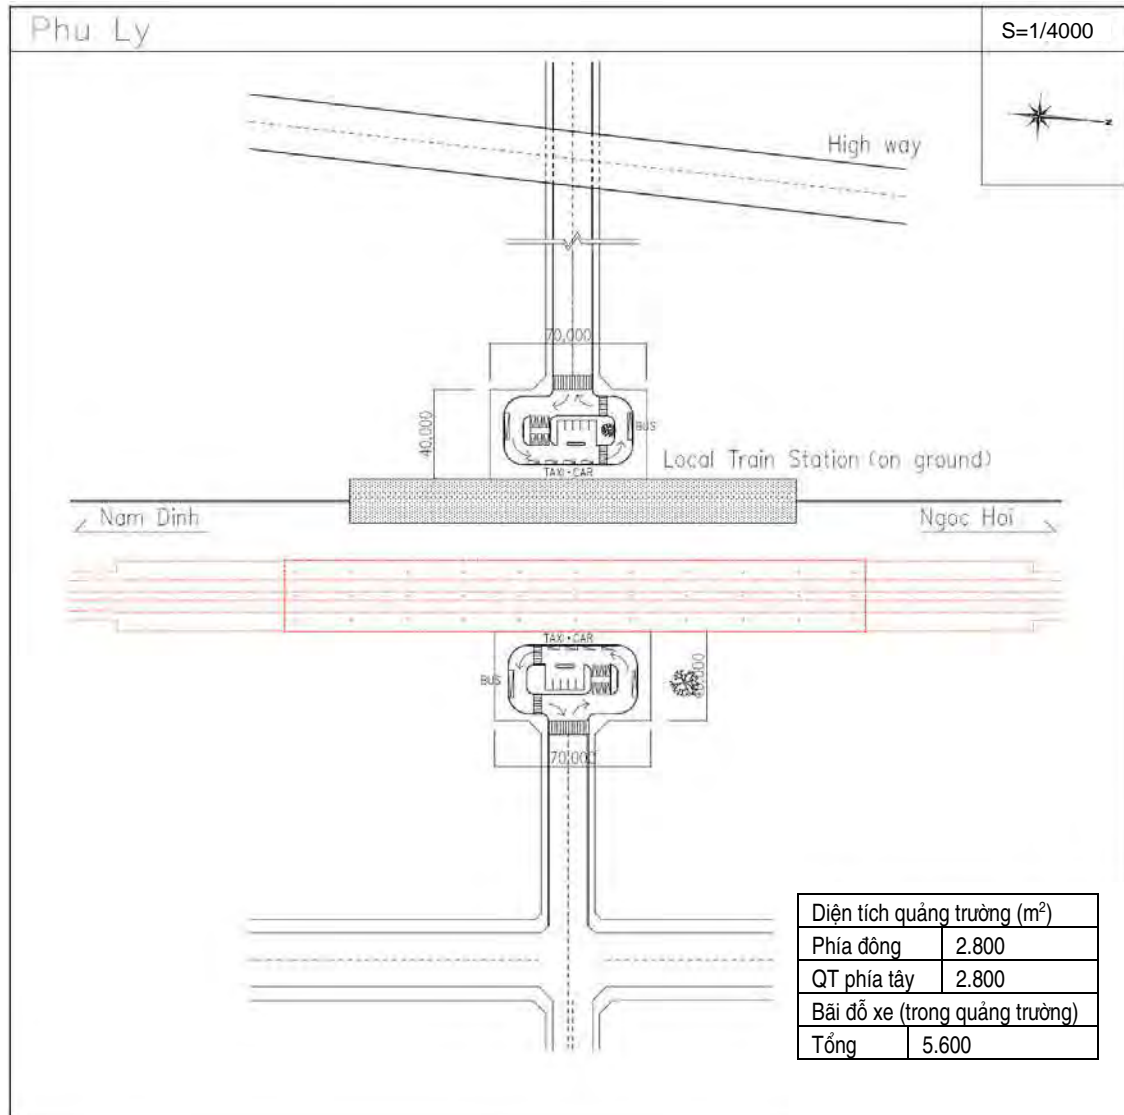 Phu Ly
S=1/4000
N
High way
70,000
40,000
BUS
TAXI・CAR
Local Train Station (on ground)
Nam Dinh
Ngoc Hoi
TAXI・CAR
BUS
70,000
Diện tích quảng trường (m²)
Phía đông 2.800
QT phía tây 2.800
Bãi đỗ xe (trong quảng trường)
Tổng 5.600